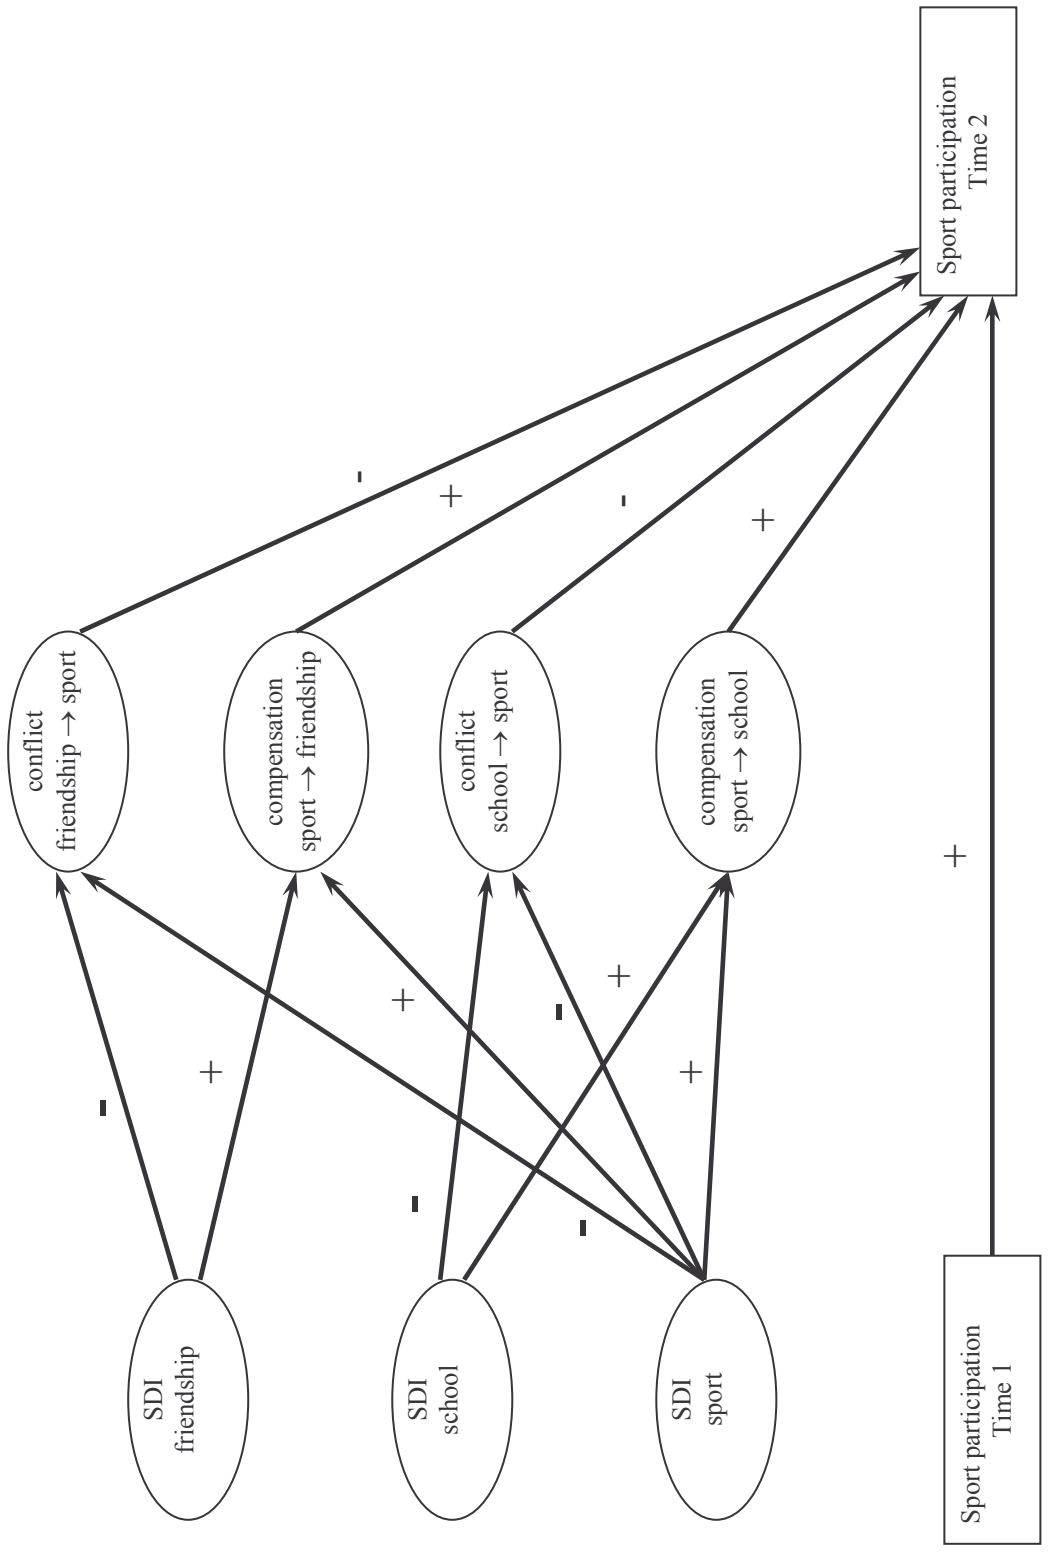 SDI
friendship
SDI
school
SDI
sport
Sport participation
Time 1
conflict
friendship → sport
compensation
sport → friendship
conflict
school → sport
compensation
sport → school
Sport participation
Time 2
-
+
-
+
-
+
-
+
-
+
-
+
+